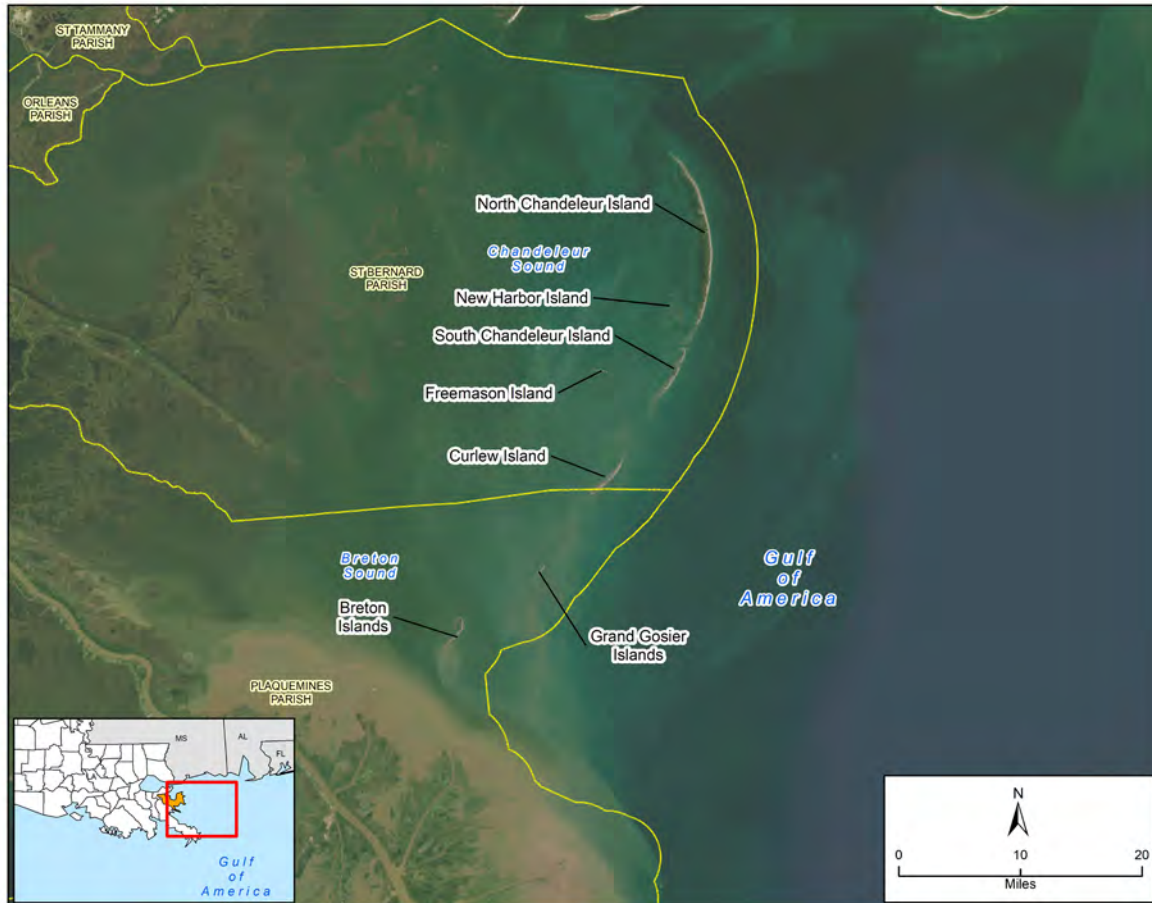 ST TAMMANY
PARISH
ORLEANS
PARISH
North Chandeleur Island
Chandeleur
Sound
ST BERNARD
PARISH
New Harbor Island
South Chandeleur Island
Freemason Island
Curlew Island
Breton
Sound
Gulf
of
America
Breton
Islands
Grand Gosier
Islands
PLAQUEMINES
PARISH
MS
AL
FL
LA
Gulf
of
America
N
0
10
20
Miles